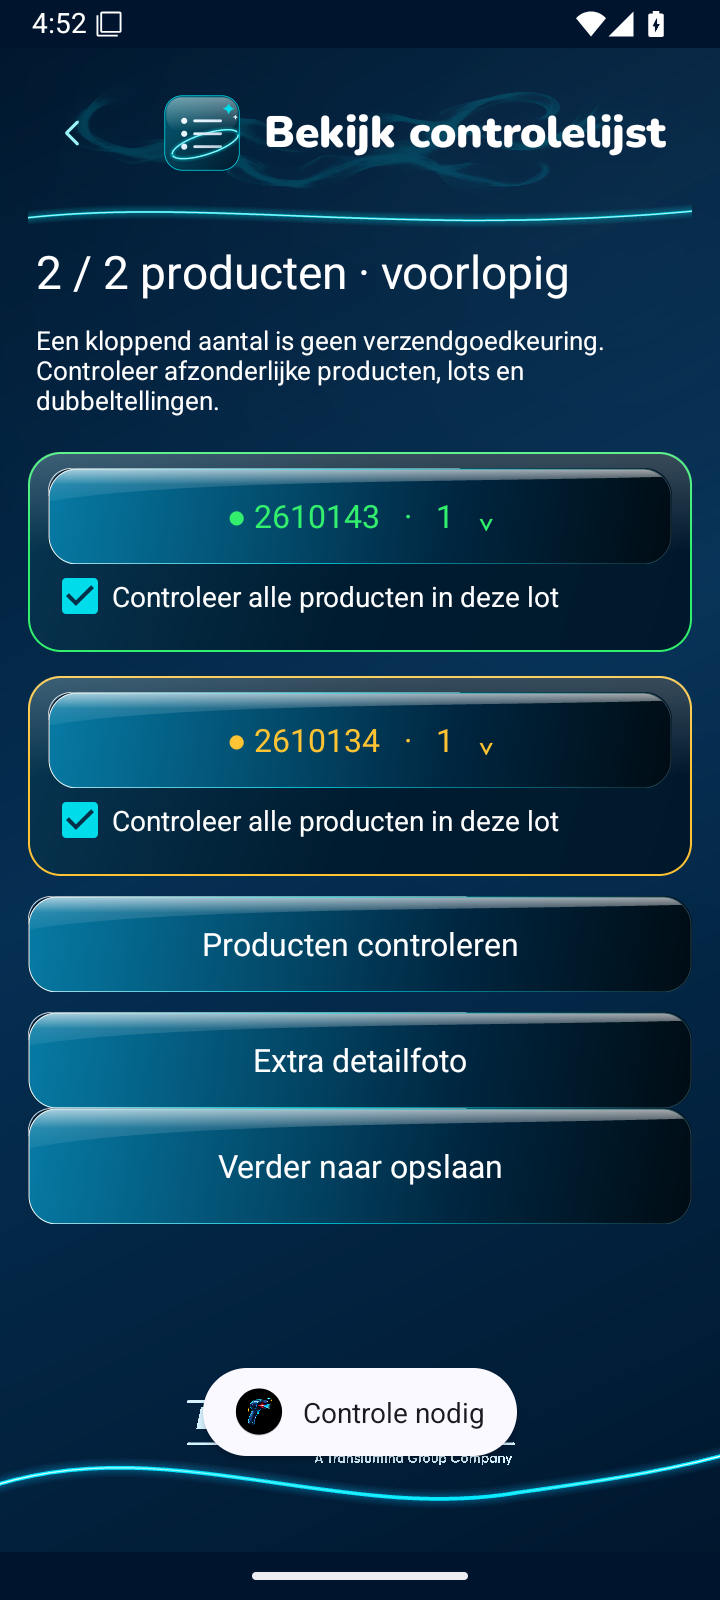 4:52
Bekijk controlelijst
2 / 2 producten · voorlopig
Een kloppend aantal is geen verzendgoedkeuring.
Controleer afzonderlijke producten, lots en
dubbeltellingen.
2610143 · 1
Controleer alle producten in deze lot
2610134 · 1
Controleer alle producten in deze lot
Producten controleren
Extra detailfoto
Verder naar opslaan
Controle nodig
Group Company